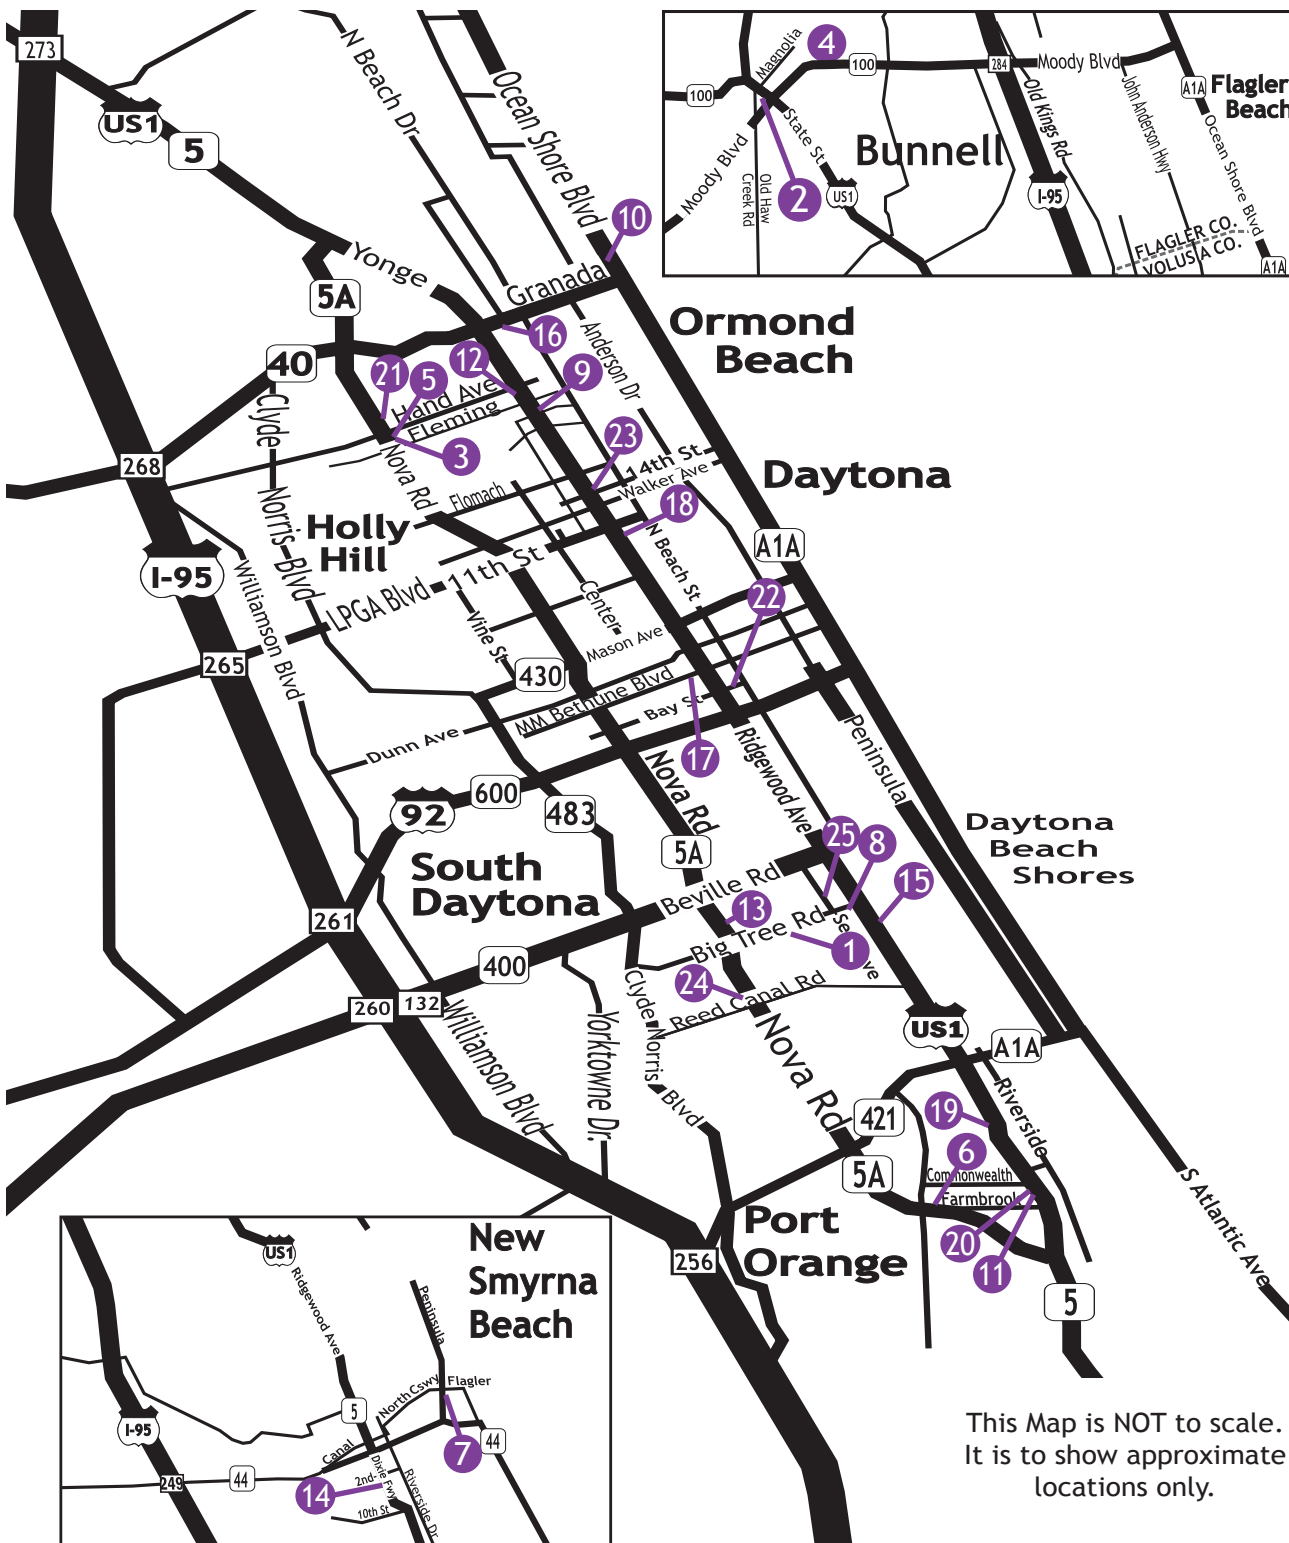 273
US1
5
N Beach Dr
Ocean Shore Blvd
10
Yonge
5A
Granada
16
Anderson Dr
Ormond
Beach
40
21
5
12
9
Hand Ave
Fleming
3
Clyde
Norris Blvd
Nova Rd
268
23
14th St
Walker Ave
18
Flomach
Daytona
Holly
Hill
A1A
I-95
Williamson Blvd
LPGA Blvd
11th St
N Beach St
22
Center
Vine St
Mason Ave
265
430
MM Bethune Blvd
Bay St
Dunn Ave
17
Ridgewood Ave
Peninsula
Nova Rd
92
600
483
5A
South
Daytona
Beville Rd
25
8
15
Daytona
Beach
Shores
261
13
Big Tree Rd
1
400
24
Reed Canal Rd
260
132
Williamson Blvd
Yorktowne Dr.
Clyde Norris Blvd
Nova Rd
US1
A1A
Riverside
421
19
6
5A
Commonwealth
Farmbrook
20
11
5
S Atlantic Ave
Port
Orange
256
4
Magnolia
100
100
284
Moody Blvd
A1A
Flagler
Beach
Old Kings Rd
John Anderson Hwy
Ocean Shore Blvd
State St
Bunnell
Moody Blvd
Old Haw
Creek Rd
2
US1
I-95
FLAGLER CO.
VOLUSIA CO.
A1A
New
Smyrna
Beach
US1
Ridgewood Ave
Peninsula
North Cswy
Flagler
5
I-95
Canal
7
44
249
44
14
2nd
Dixie Fwy
10th St
Riverside Dr
This Map is NOT to scale.
It is to show approximate
locations only.